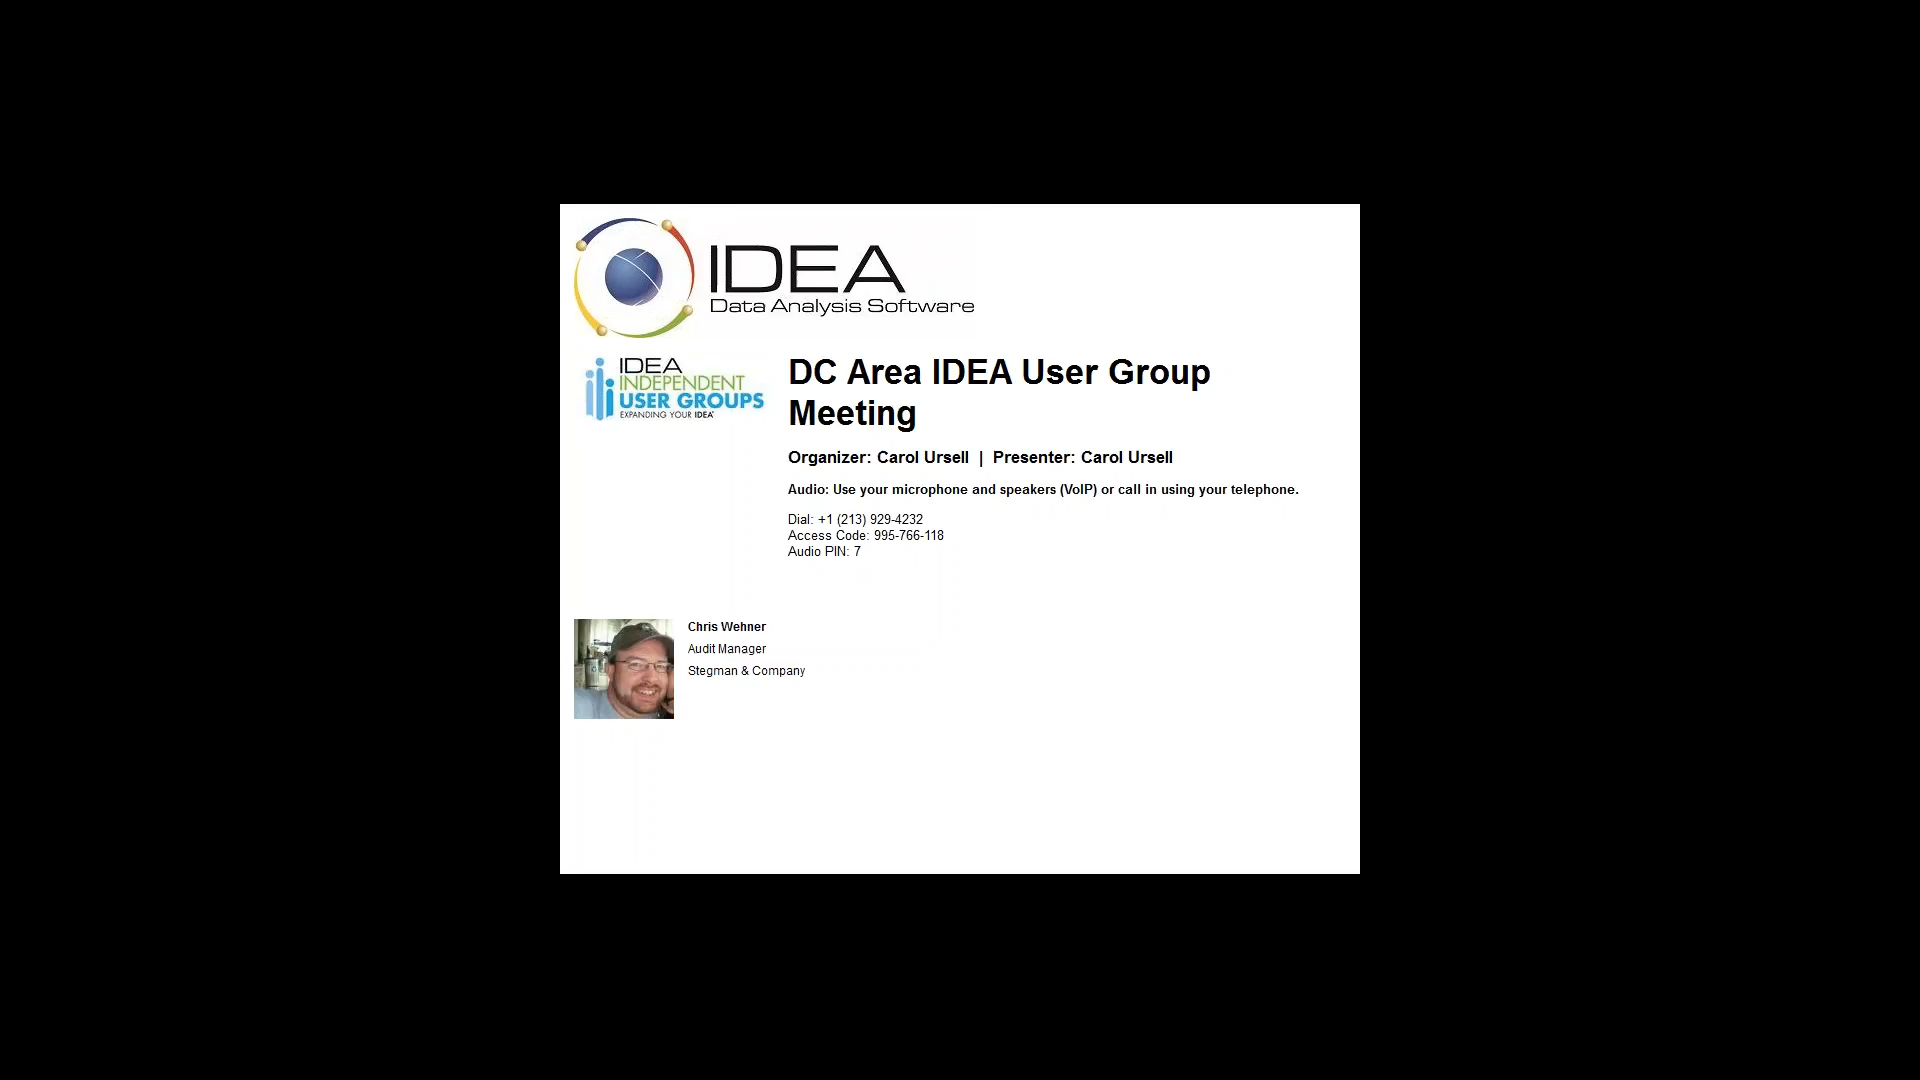 IDEA
Data Analysis Software
IDEA
INDEPENDENT
USER GROUPS
EXPANDING YOUR IDEA
DC Area IDEA User Group
Meeting
Organizer: Carol Ursell | Presenter: Carol Ursell
Audio: Use your microphone and speakers (VoIP) or call in using your telephone.
Dial: +1 (213) 929-4232
Access Code: 995-766-118
Audio PIN: 7
Chris Wehner
Audit Manager
Stegman & Company